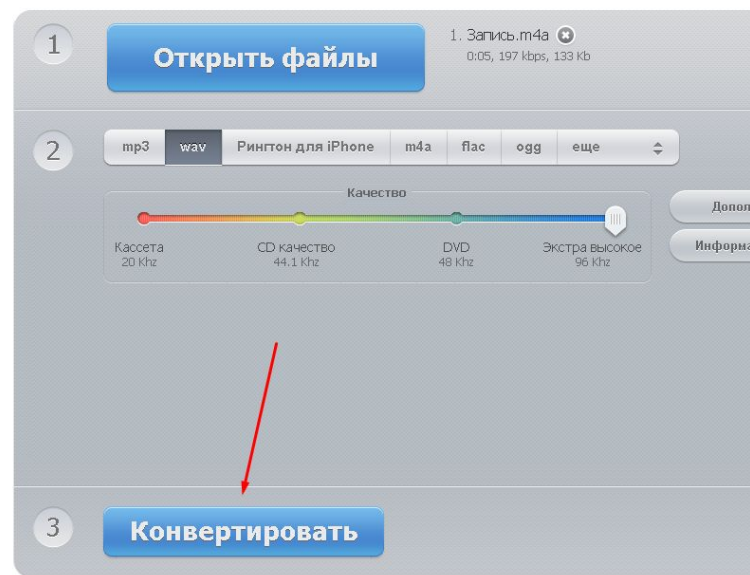 1
Открыть файлы
1. Запись.m4a
0:05, 197 kbps, 133 Kb
2
mp3 wav Рингтон для iPhone m4a flac ogg еще
Качество
Кассета CD качество DVD Экстра высокое
20 Khz 44.1 Khz 48 Khz 96 Khz
Допол
Информа
3
Конвертировать